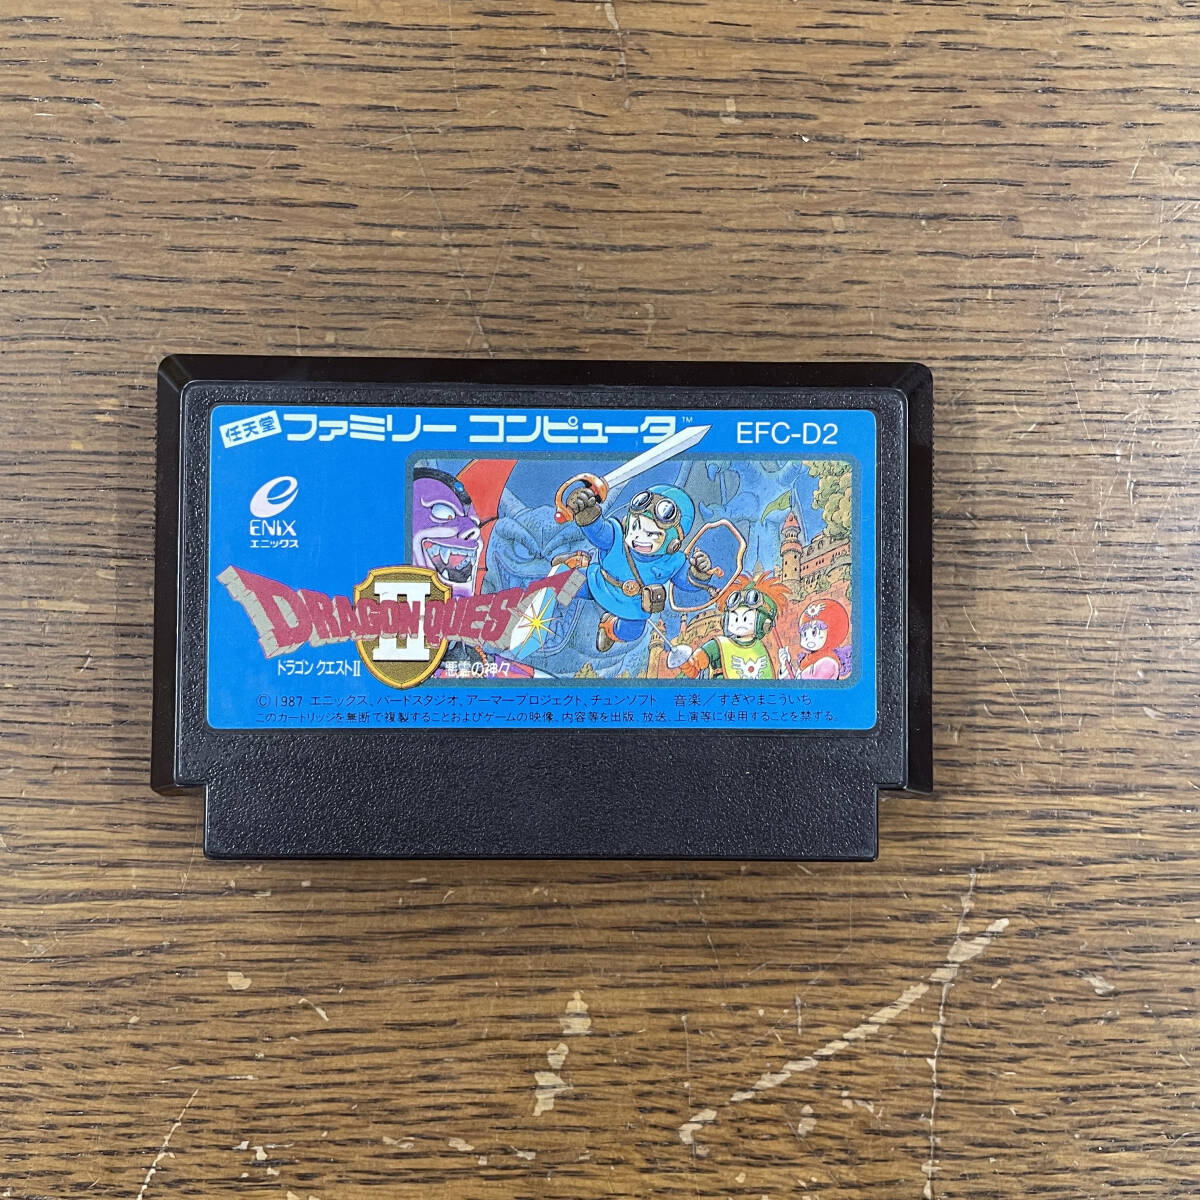 任天堂 ファミリー コンピュータ™ EFC-D2
ENIX
エニックス
DRAGON QUEST
II
ドラゴン クエストII 悪霊の神々
©1987 エニックス、バードスタジオ、アーマープロジェクト、チュンソフト 音楽/すぎやまこういち
このカートリッジを無断で複製することおよびゲームの映像、内容等を出版、放送、上演等に使用することを禁ずる。